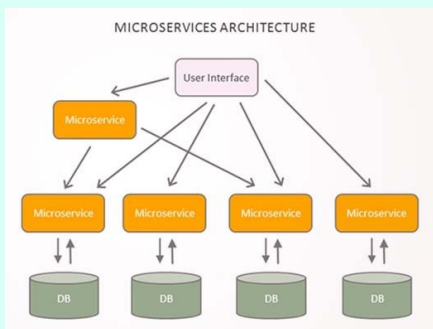 MICROSERVICES ARCHITECTURE
User Interface
Microservice
Microservice
Microservice
Microservice
Microservice
DB
DB
DB
DB